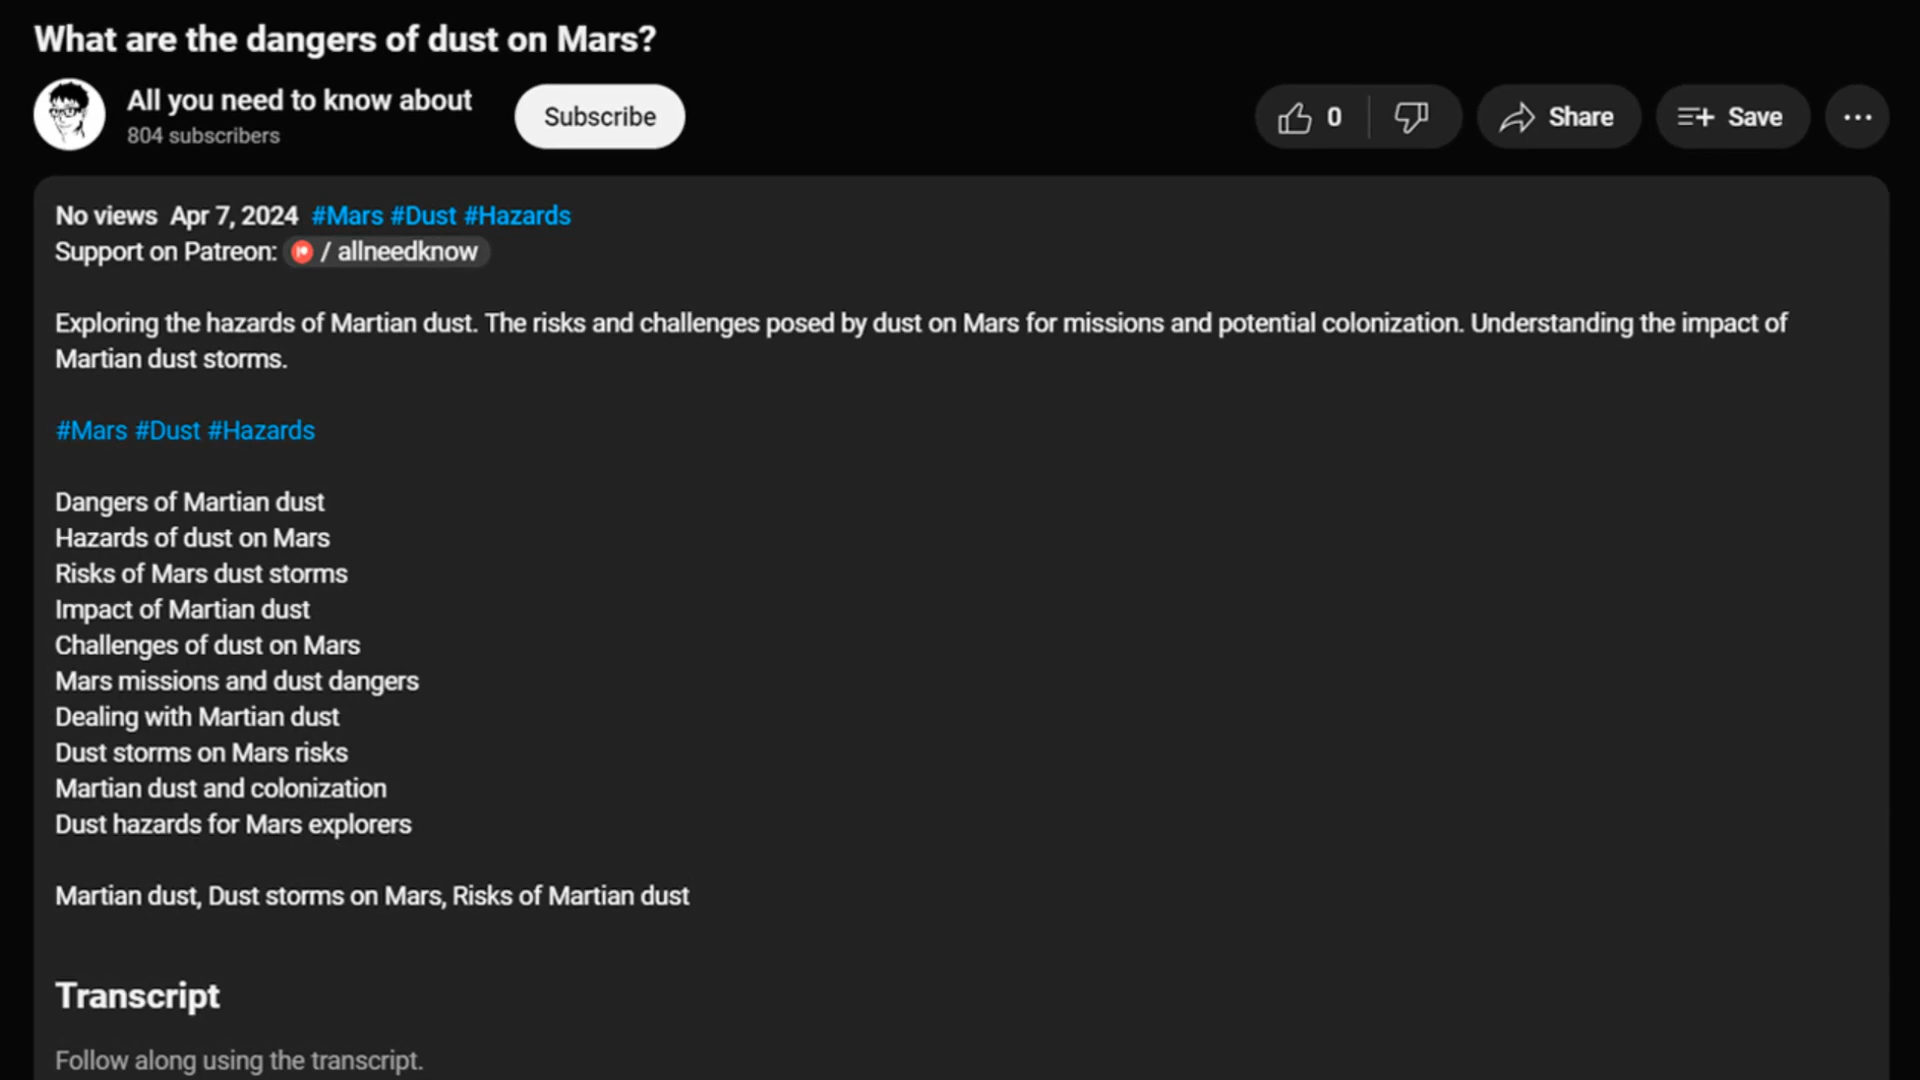 What are the dangers of dust on Mars?
All you need to know about
804 subscribers
Subscribe
0
Share
Save
No views Apr 7, 2024 #Mars #Dust #Hazards
Support on Patreon: / allneedknow
Exploring the hazards of Martian dust. The risks and challenges posed by dust on Mars for missions and potential colonization. Understanding the impact of
Martian dust storms.
#Mars #Dust #Hazards
Dangers of Martian dust
Hazards of dust on Mars
Risks of Mars dust storms
Impact of Martian dust
Challenges of dust on Mars
Mars missions and dust dangers
Dealing with Martian dust
Dust storms on Mars risks
Martian dust and colonization
Dust hazards for Mars explorers
Martian dust, Dust storms on Mars, Risks of Martian dust
Transcript
Follow along using the transcript.